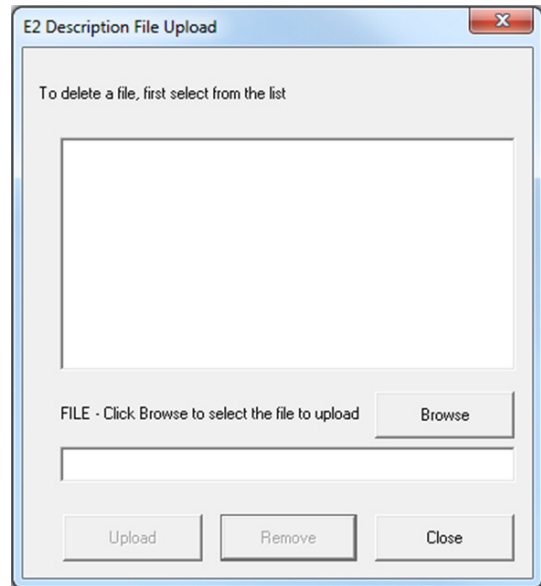 E2 Description File Upload
To delete a file, first select from the list
FILE - Click Browse to select the file to upload
Browse
Upload
Remove
Close